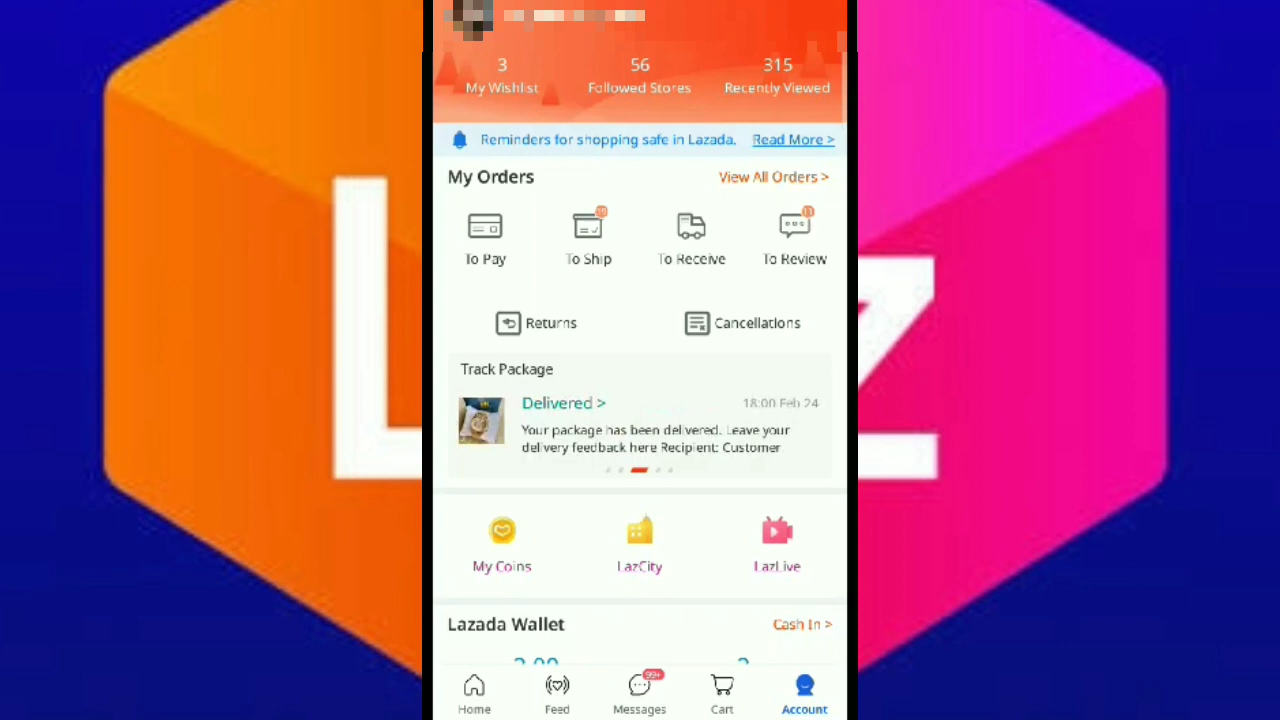 3
56
315
My Wishlist
Followed Stores
Recently Viewed
Reminders for shopping safe in Lazada.
Read More >
My Orders
View All Orders >
To Pay
To Ship
To Receive
To Review
Returns
Cancellations
Track Package
Delivered >
18:00 Feb 24
Your package has been delivered. Leave your
delivery feedback here Recipient: Customer
My Coins
LazCity
LazLive
Lazada Wallet
Cash In >
99+
Home
Feed
Messages
Cart
Account
L
Z